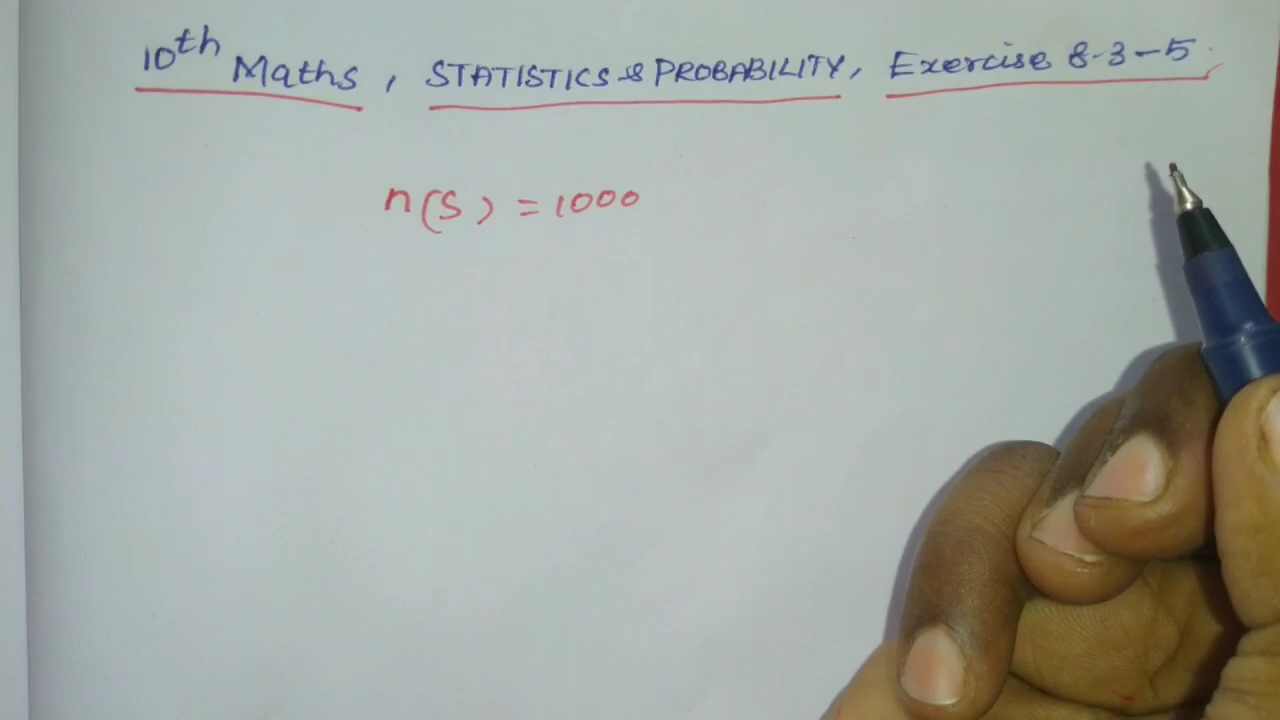 10th Maths, STATISTICS & PROBABILITY, Exercise 8.3-5.
n(S) = 1000